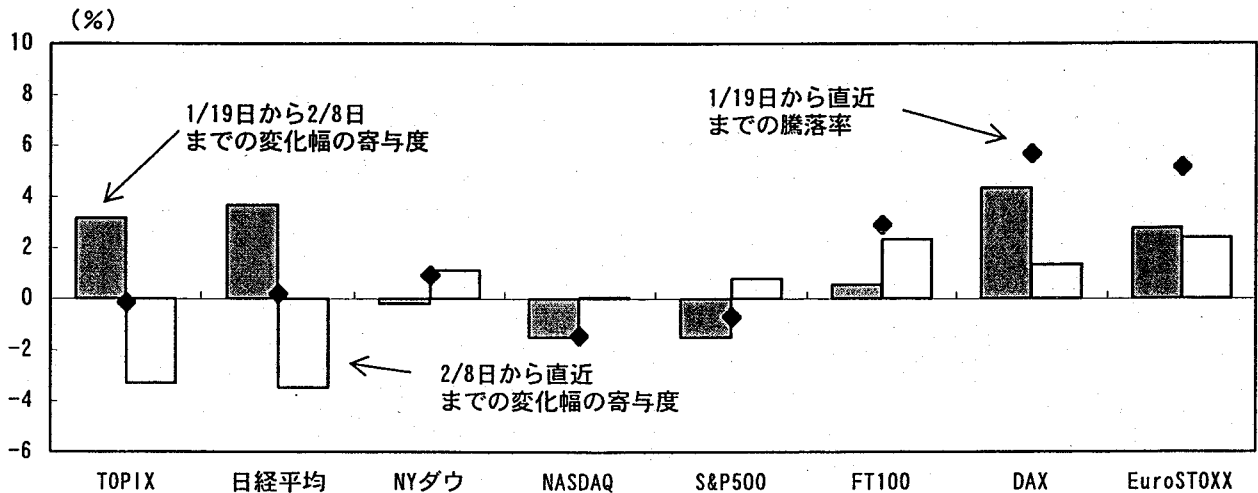 (%)
10
8
6
4
2
0
-2
-4
-6
1/19日から2/8日
までの変化幅の寄与度
1/19日から直近
までの騰落率
2/8日から直近
までの変化幅の寄与度
TOPIX 日経平均 NYダウ NASDAQ S&P500 FT100 DAX EuroSTOXX